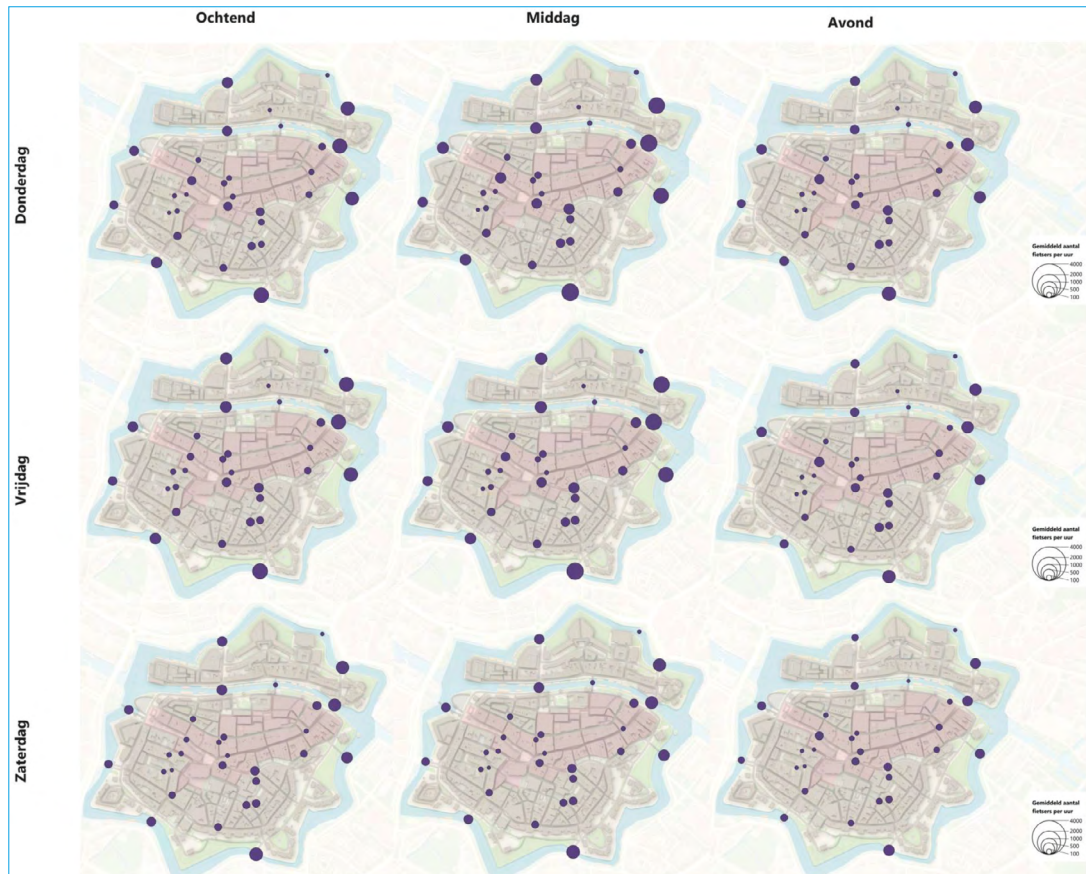 Ochtend
Middag
Avond
Donderdag
Gemiddeld aantal
fietsers per uur
4000
2000
1000
500
100
Vrijdag
Gemiddeld aantal
fietsers per uur
4000
2000
1000
500
100
Zaterdag
Gemiddeld aantal
fietsers per uur
4000
2000
1000
500
100